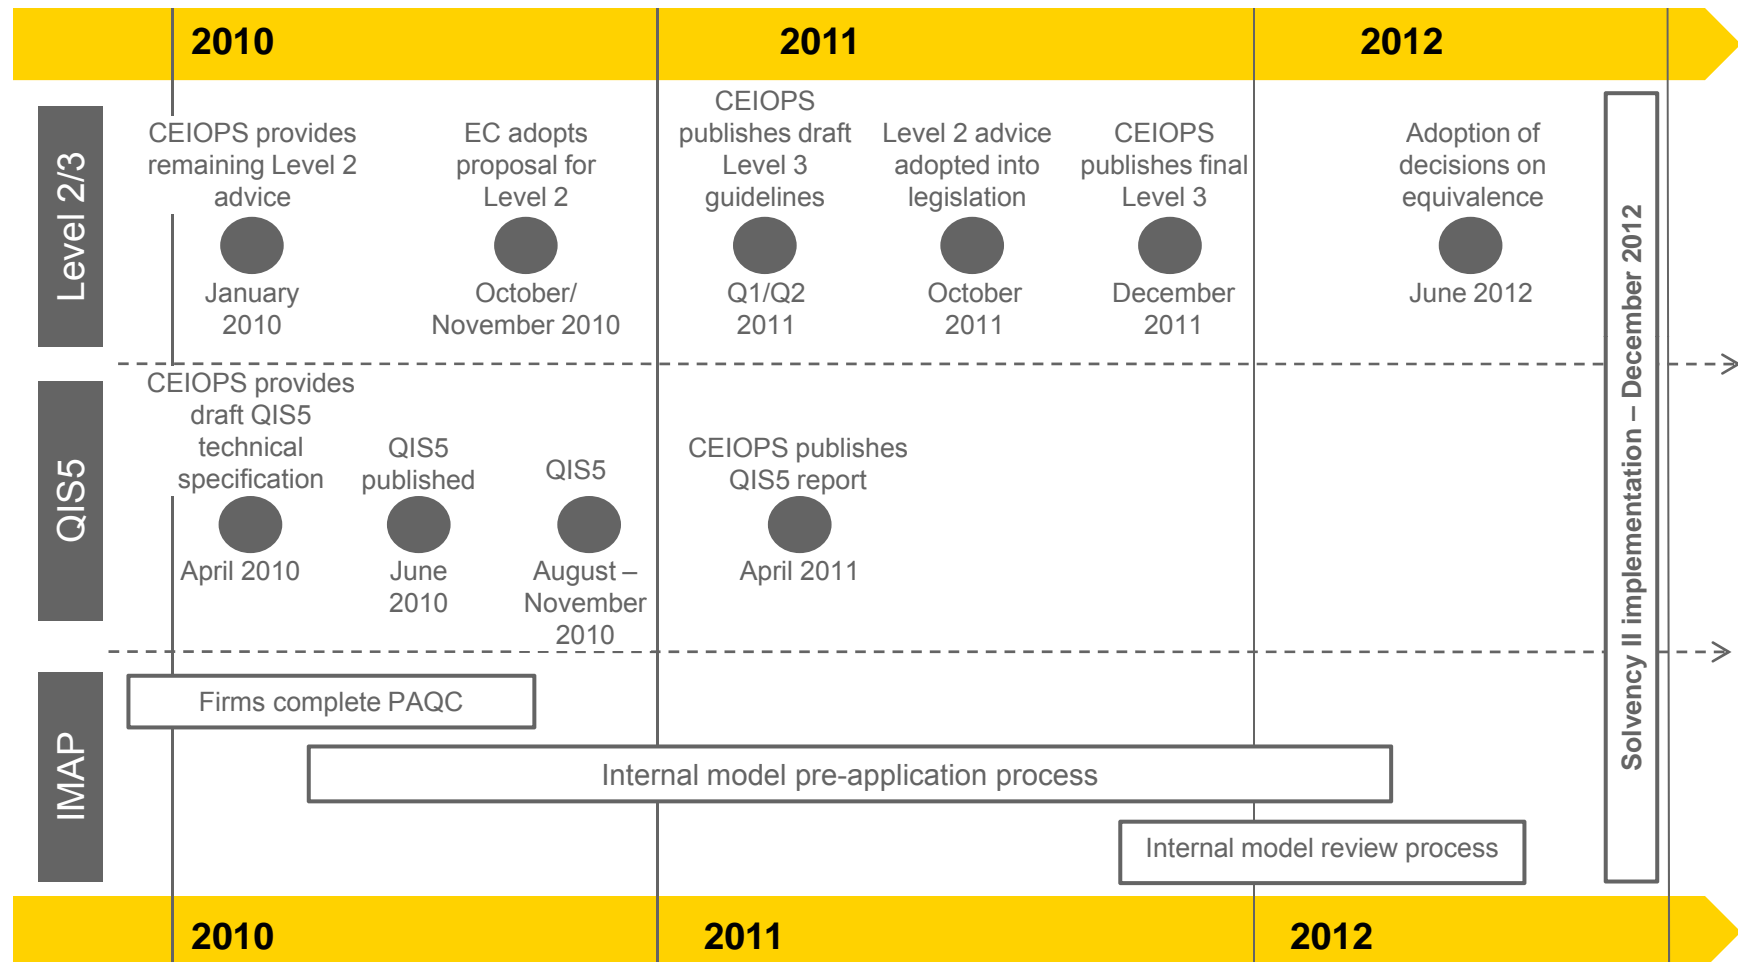 2010
2011
2012
Level 2/3
CEIOPS provides
remaining Level 2
advice
January
2010
EC adopts
proposal for
Level 2
October/
November 2010
CEIOPS
publishes draft
Level 3
guidelines
Q1/Q2
2011
Level 2 advice
adopted into
legislation
October
2011
CEIOPS
publishes final
Level 3
December
2011
Adoption of
decisions on
equivalence
June 2012
Solvency II implementation – December 2012
QIS5
CEIOPS provides
draft QIS5
technical
specification
April 2010
QIS5
published
June
2010
QIS5
August –
November
2010
CEIOPS publishes
QIS5 report
April 2011
IMAP
Firms complete PAQC
Internal model pre-application process
Internal model review process
2010
2011
2012